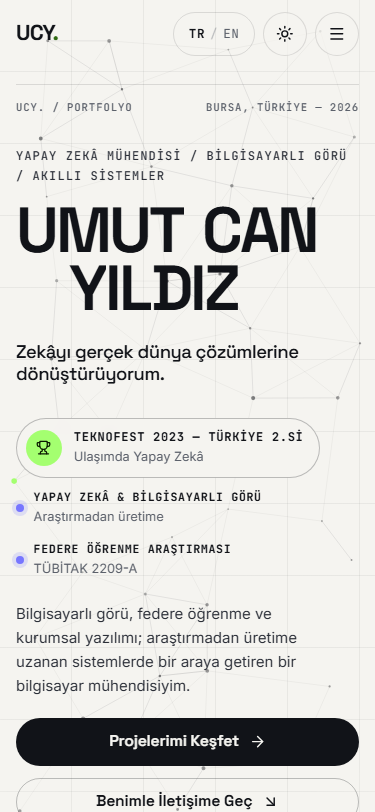 UCY.
TR / EN
UCY. / PORTFOLYO
BURSA, TÜRKİYE — 2026
YAPAY ZEKÂ MÜHENDİSİ / BİLGİSAYARLI GÖRÜ
/ AKILLI SİSTEMLER
UMUT CAN
YILDIZ
Zekâyı gerçek dünya çözümlerine
dönüştürüyorum.
TEKNOFEST 2023 — TÜRKİYE 2.Sİ
Ulaşımda Yapay Zekâ
YAPAY ZEKÂ & BİLGİSAYARLI GÖRÜ
Araştırmadan üretime
FEDERE ÖĞRENME ARAŞTIRMASI
TÜBİTAK 2209-A
Bilgisayarlı görü, federe öğrenme ve
kurumsal yazılımı; araştırmadan üretime
uzanan sistemlerde bir araya getiren bir
bilgisayar mühendisiyim.
Projelerimi Keşfet →
Benimle İletişime Geç ↘